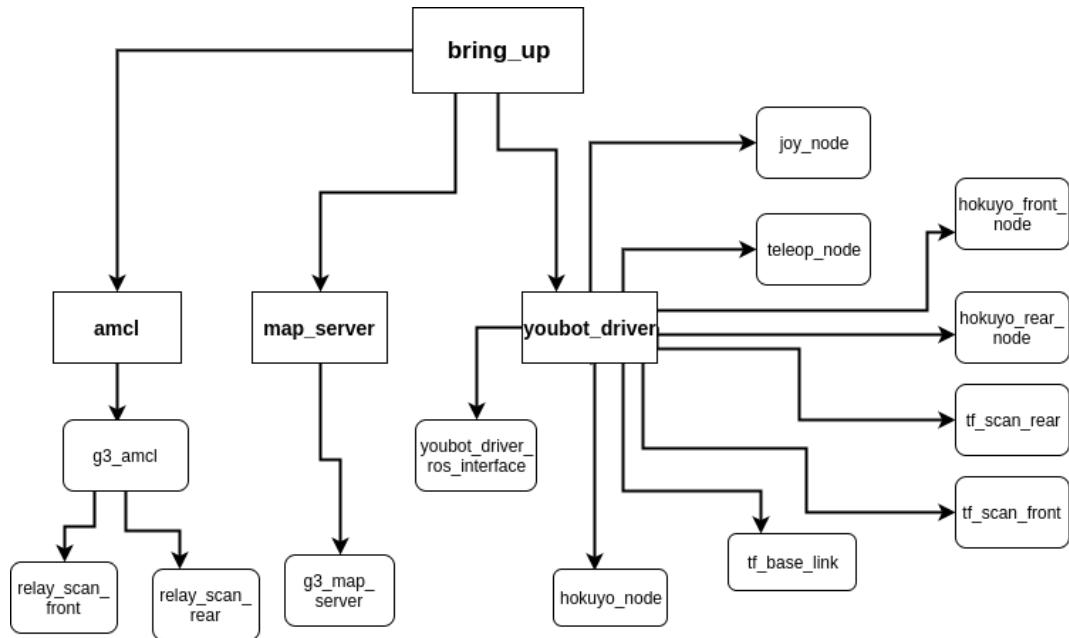 bring_up
joy_node
hokuyo_front_
node
teleop_node
amcl
map_server
youbot_driver
hokuyo_rear_
node
g3_amcl
youbot_driver_
ros_interface
tf_scan_rear
tf_scan_front
relay_scan_
front
relay_scan_
rear
g3_map_
server
hokuyo_node
tf_base_link